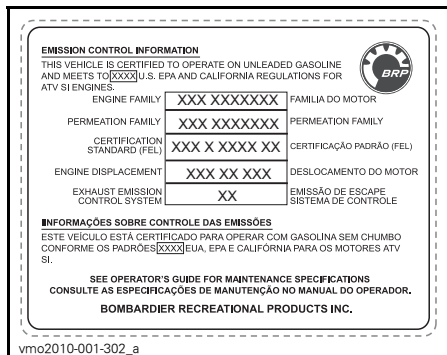 EMISSION CONTROL INFORMATION
THIS VEHICLE IS CERTIFIED TO OPERATE ON UNLEADED GASOLINE
AND MEETS TO XXXX U.S. EPA AND CALIFORNIA REGULATIONS FOR
ATV SI ENGINES.
BRP
ENGINE FAMILY XXX XXXXXXX FAMILIA DO MOTOR
PERMEATION FAMILY XXX XXXXXXX PERMEATION FAMILY
CERTIFICATION
STANDARD (FEL) XXX X XXXX XX CERTIFICAÇÃO PADRÃO (FEL)
ENGINE DISPLACEMENT XXX XX XXX DESLOCAMENTO DO MOTOR
EXHAUST EMISSION
CONTROL SYSTEM XX EMISSÃO DE ESCAPE
SISTEMA DE CONTROLE
INFORMAÇÕES SOBRE CONTROLE DAS EMISSÕES
ESTE VEÍCULO ESTÁ CERTIFICADO PARA OPERAR COM GASOLINA SEM CHUMBO
CONFORME OS PADRÕES XXXX EUA, EPA E CALIFÓRNIA PARA OS MOTORES ATV
SI.
SEE OPERATOR'S GUIDE FOR MAINTENANCE SPECIFICATIONS
CONSULTE AS ESPECIFICAÇÕES DE MANUTENÇÃO NO MANUAL DO OPERADOR.
BOMBARDIER RECREATIONAL PRODUCTS INC.
vmo2010-001-302_a